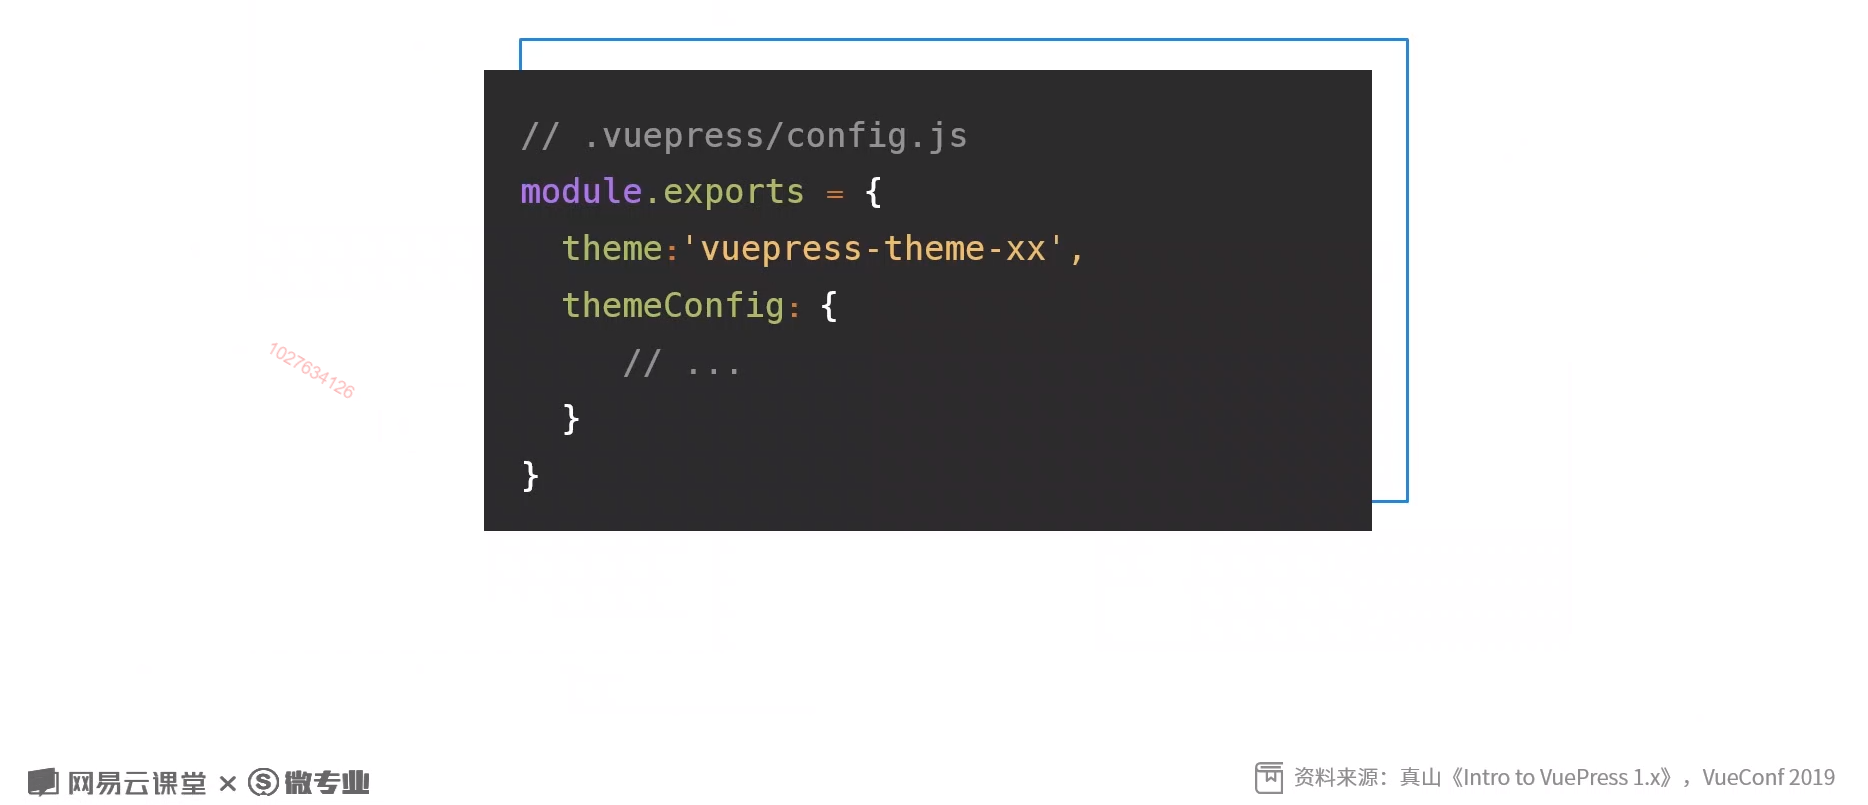 // .vuepress/config.js
module.exports = {
  theme:'vuepress-theme-xx',
  themeConfig: {
     // ...
  }
}
1027634126
网易云课堂 × S 微专业
资料来源：真山《Intro to VuePress 1.x》，VueConf 2019